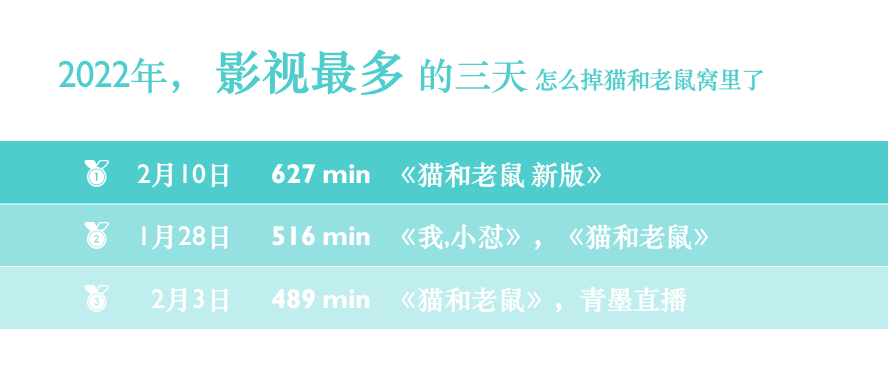 2022年，影视最多 的三天 怎么掉猫和老鼠窝里了
1 2月10日 627 min 《猫和老鼠 新版》
2 1月28日 516 min 《我,小怼》，《猫和老鼠》
3 2月3日 489 min 《猫和老鼠》，青墨直播